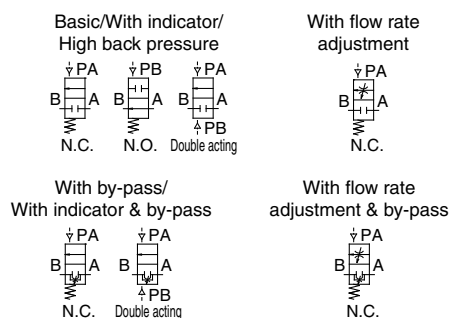 Basic/With indicator/
High back pressure
PA
B A
N.C.
PB
B A
N.O.
PA
B A
PB
Double acting
With flow rate
adjustment
PA
B A
N.C.
With by-pass/
With indicator & by-pass
PA
B A
N.C.
PA
B A
PB
Double acting
With flow rate
adjustment & by-pass
PA
B A
N.C.